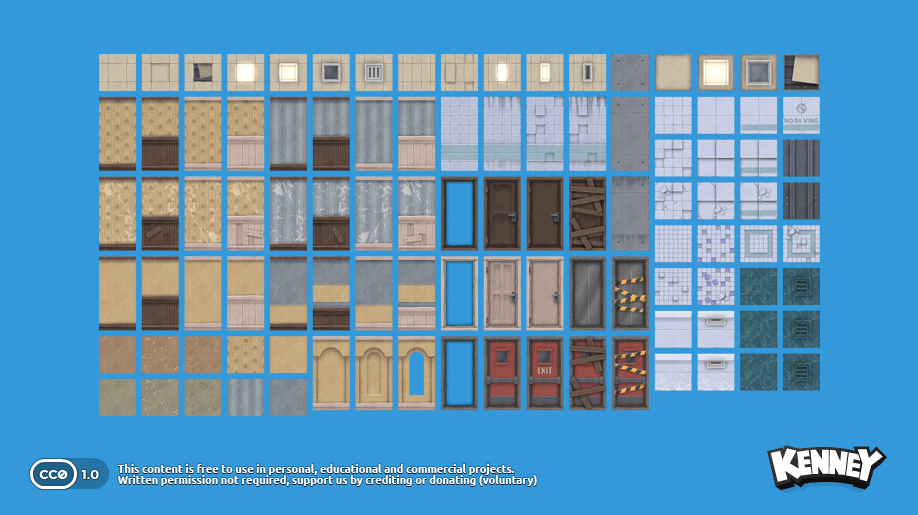 NO DIVING
EXIT
CC0 1.0
This content is free to use in personal, educational and commercial projects.
Written permission not required, support us by crediting or donating (voluntary)
KENNEY